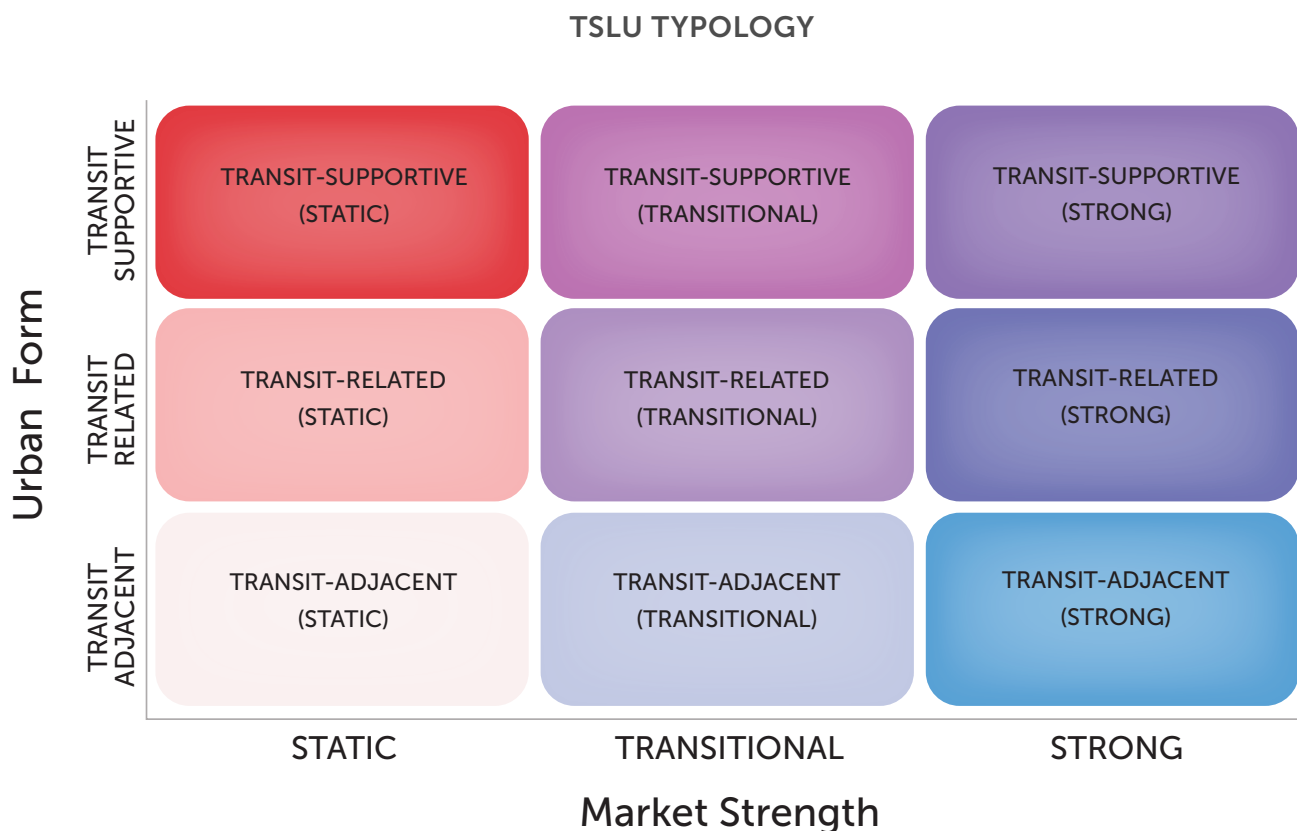 TSLU TYPOLOGY
Urban Form
TRANSIT
SUPPORTIVE
TRANSIT-SUPPORTIVE
(STATIC)
TRANSIT-SUPPORTIVE
(TRANSITIONAL)
TRANSIT-SUPPORTIVE
(STRONG)
TRANSIT
RELATED
TRANSIT-RELATED
(STATIC)
TRANSIT-RELATED
(TRANSITIONAL)
TRANSIT-RELATED
(STRONG)
TRANSIT
ADJACENT
TRANSIT-ADJACENT
(STATIC)
TRANSIT-ADJACENT
(TRANSITIONAL)
TRANSIT-ADJACENT
(STRONG)
STATIC
TRANSITIONAL
STRONG
Market Strength